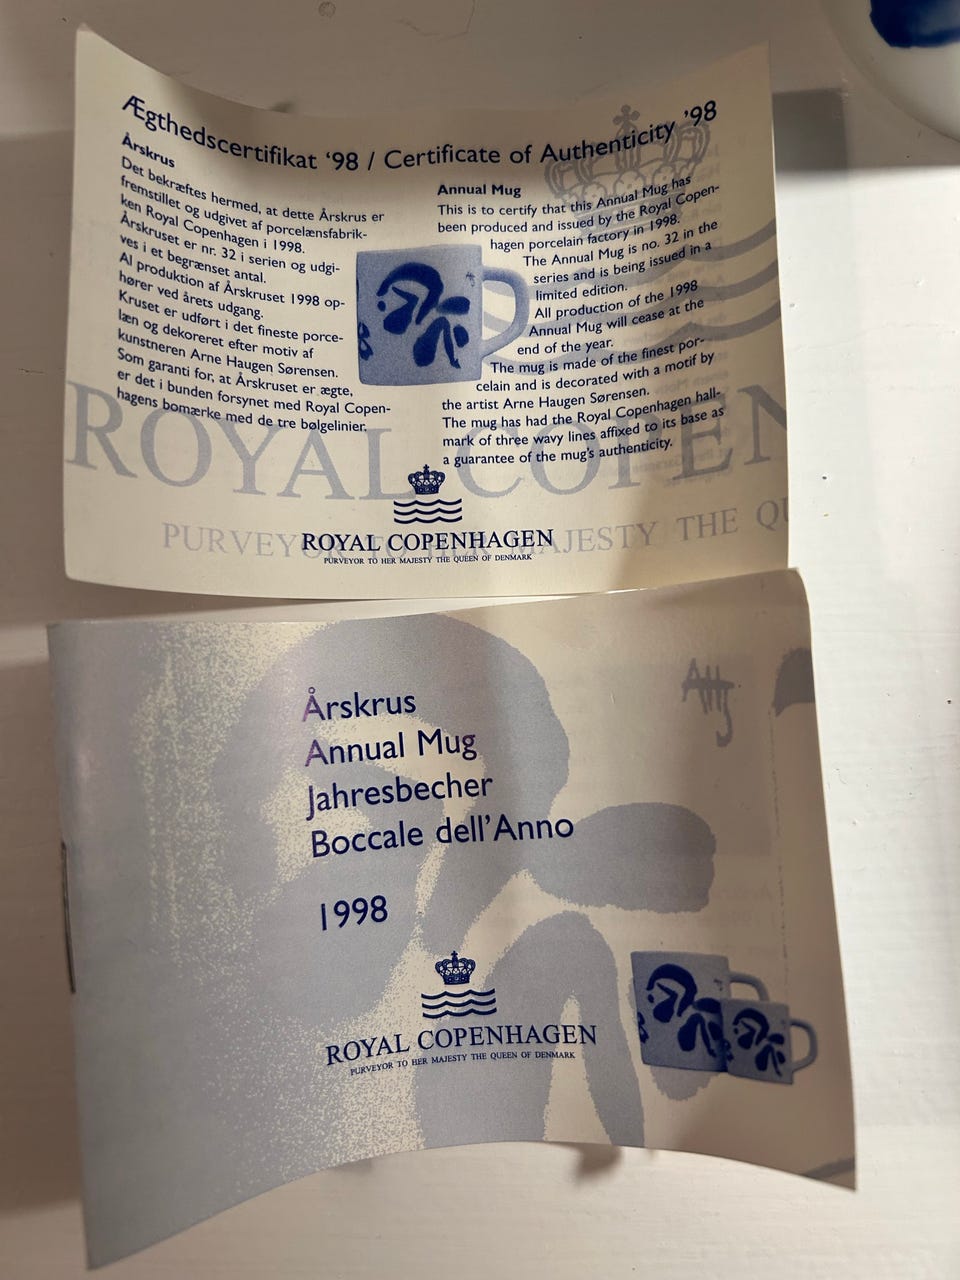 Ægthedscertifikat ‘98 / Certificate of Authenticity ’98
Årskrus
Det bekræftes hermed, at dette Årskrus er
fremstillet og udgivet af porcelænsfabrik-
ken Royal Copenhagen i 1998.
Årskruset er nr. 32 i serien og udgi-
ves i et begrænset antal.
Al produktion af Årskruset 1998 op-
hører ved årets udgang.
Kruset er udført i det fineste porce-
læn og dekoreret efter motiv af
kunstneren Arne Haugen Sørensen.
Som garanti for, at Årskruset er ægte,
er det i bunden forsynet med Royal Copen-
hagens bomærke med de tre bølgelinier.
Annual Mug
This is to certify that this Annual Mug has
been produced and issued by the Royal Copen-
hagen porcelain factory in 1998.
The Annual Mug is no. 32 in the
series and is being issued in a
limited edition.
All production of the 1998
Annual Mug will cease at the
end of the year.
The mug is made of the finest por-
celain and is decorated with a motif by
the artist Arne Haugen Sørensen.
The mug has had the Royal Copenhagen hall-
mark of three wavy lines affixed to its base as
a guarantee of the mug’s authenticity.
ROYAL COPEN
PURVEYOR TO HER MAJESTY THE QU
ROYAL COPENHAGEN
PURVEYOR TO HER MAJESTY THE QUEEN OF DENMARK
Årskrus
Annual Mug
Jahresbecher
Boccale dell’Anno
1998
ROYAL COPENHAGEN
PURVEYOR TO HER MAJESTY THE QUEEN OF DENMARK